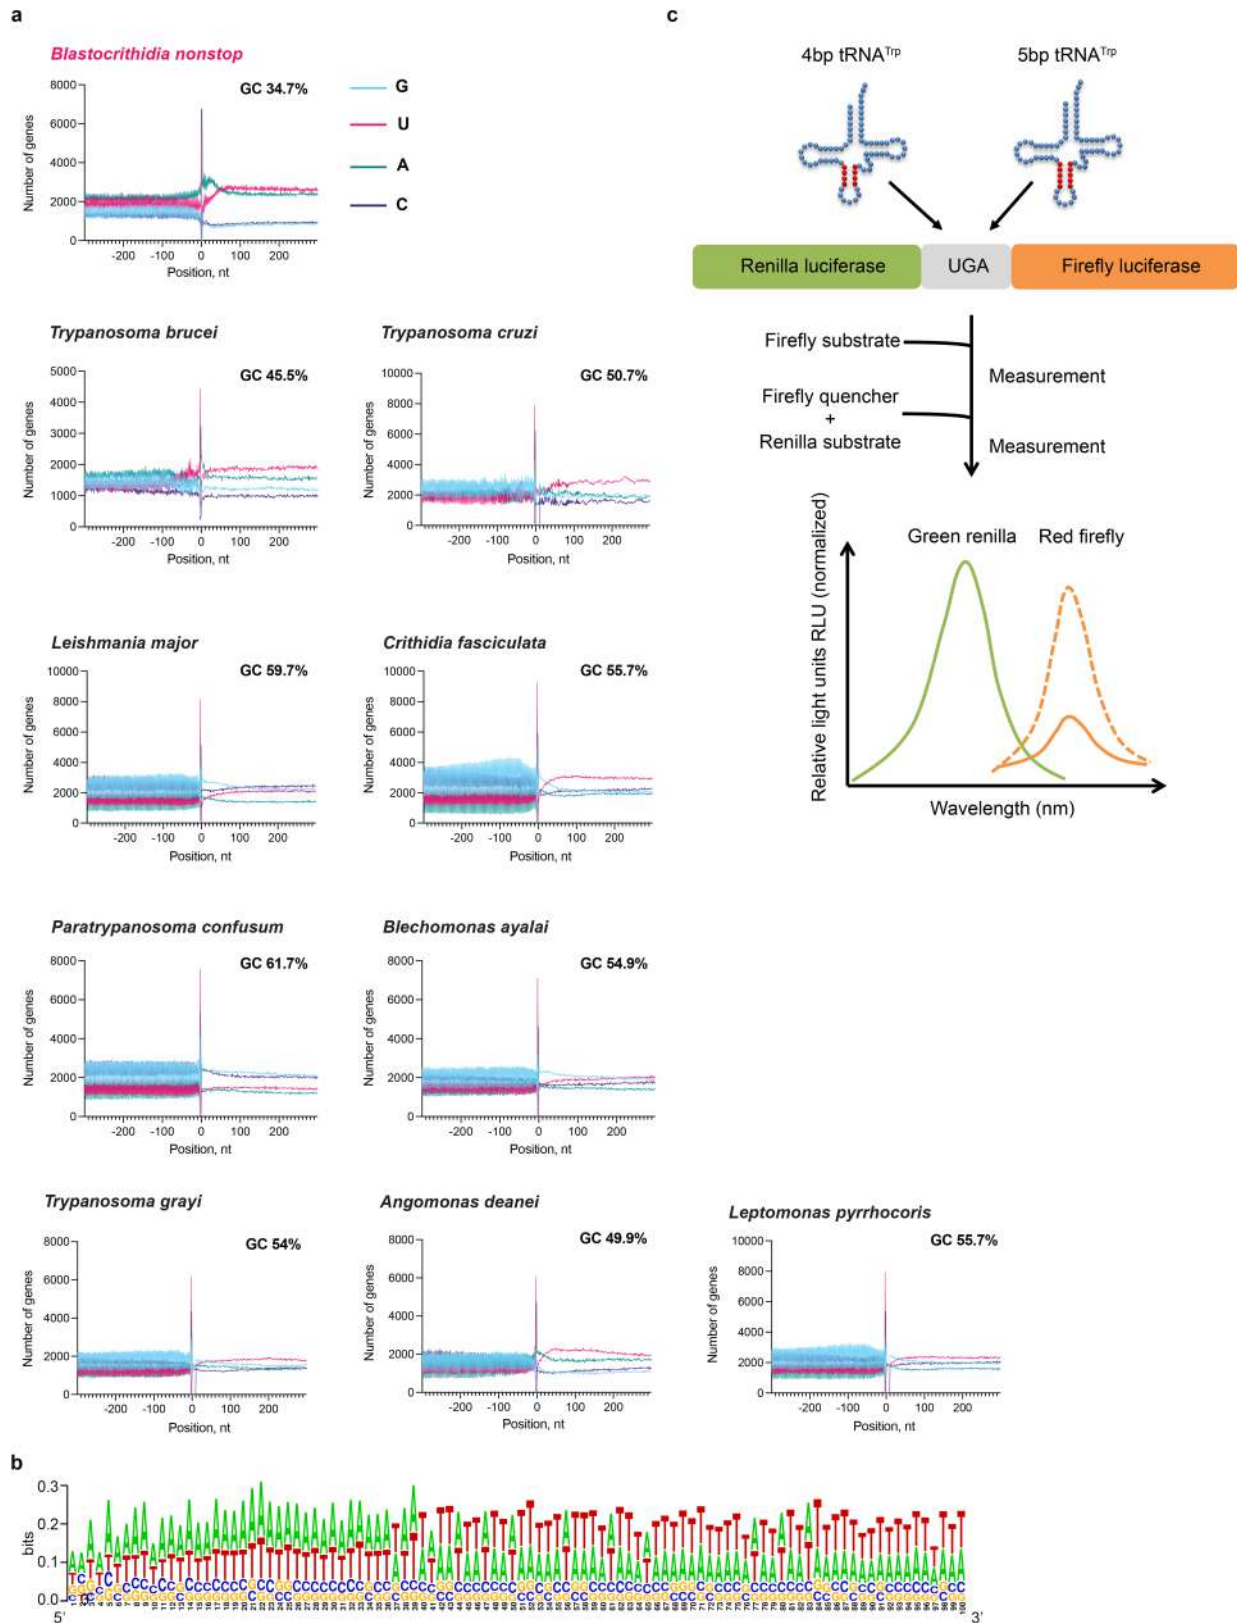 a
Blastocrithidia nonstop
GC 34.7%
Number of genes
8000
6000
4000
2000
0
-200 -100 0 100 200
Position, nt
G
U
A
C
Trypanosoma brucei
GC 45.5%
Number of genes
5000
4000
3000
2000
1000
0
-200 -100 0 100 200
Position, nt
Trypanosoma cruzi
GC 50.7%
Number of genes
10000
8000
6000
4000
2000
0
-200 -100 0 100 200
Position, nt
Leishmania major
GC 59.7%
Number of genes
10000
8000
6000
4000
2000
0
-200 -100 0 100 200
Position, nt
Crithidia fasciculata
GC 55.7%
Number of genes
10000
8000
6000
4000
2000
0
-200 -100 0 100 200
Position, nt
Paratrypanosoma confusum
GC 61.7%
Number of genes
8000
6000
4000
2000
0
-200 -100 0 100 200
Position, nt
Blechomonas ayalai
GC 54.9%
Number of genes
8000
6000
4000
2000
0
-200 -100 0 100 200
Position, nt
Trypanosoma grayi
GC 54%
Number of genes
8000
6000
4000
2000
0
-200 -100 0 100 200
Position, nt
Angomonas deanei
GC 49.9%
Number of genes
8000
6000
4000
2000
0
-200 -100 0 100 200
Position, nt
Leptomonas pyrrhocoris
GC 55.7%
Number of genes
10000
8000
6000
4000
2000
0
-200 -100 0 100 200
Position, nt
b
bits
0.3
0.2
0.1
0.0
5'
3'
c
4bp tRNATrp
5bp tRNATrp
Renilla luciferase
UGA
Firefly luciferase
Firefly substrate
Measurement
Firefly quencher
+
Renilla substrate
Measurement
Relative light units RLU (normalized)
Green renilla
Red firefly
Wavelength (nm)